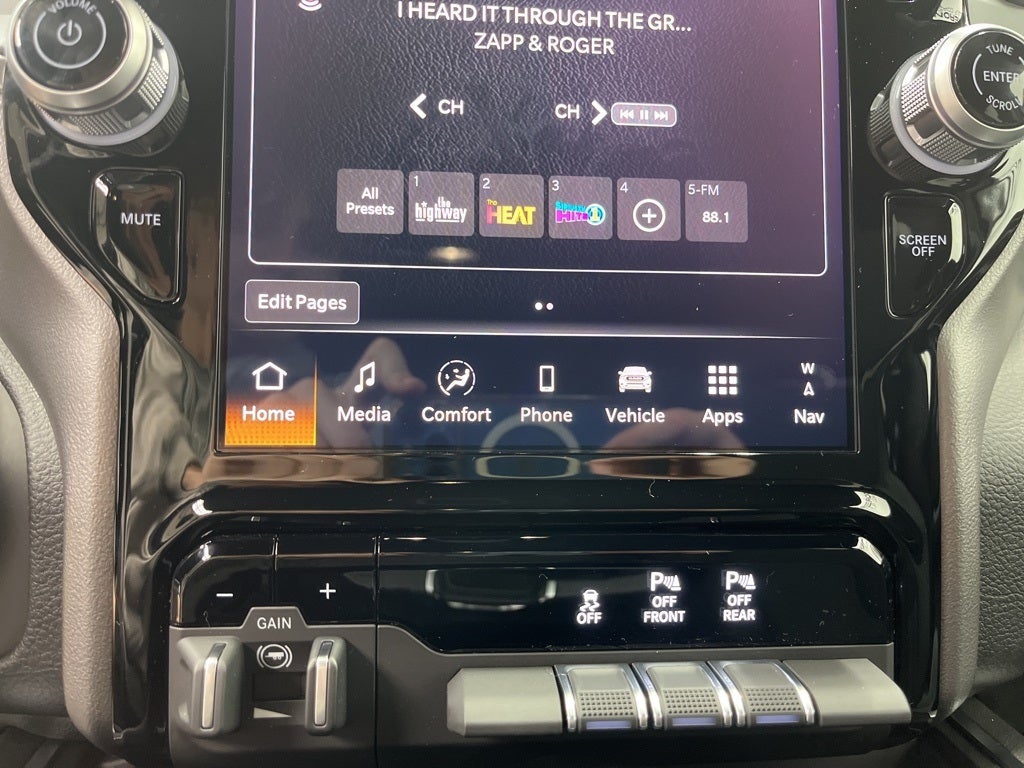 VOLUME
I HEARD IT THROUGH THE GR...
ZAPP & ROGER
TUNE
ENTER
SCROLL
CH
CH
MUTE
All
Presets
1
the
highway
2
The
HEAT
3
HITS 1
4
5-FM
88.1
SCREEN
OFF
Edit Pages
Home
Media
Comfort
Phone
Vehicle
Apps
W
Nav
- +
GAIN
OFF
P
OFF
FRONT
P
OFF
REAR